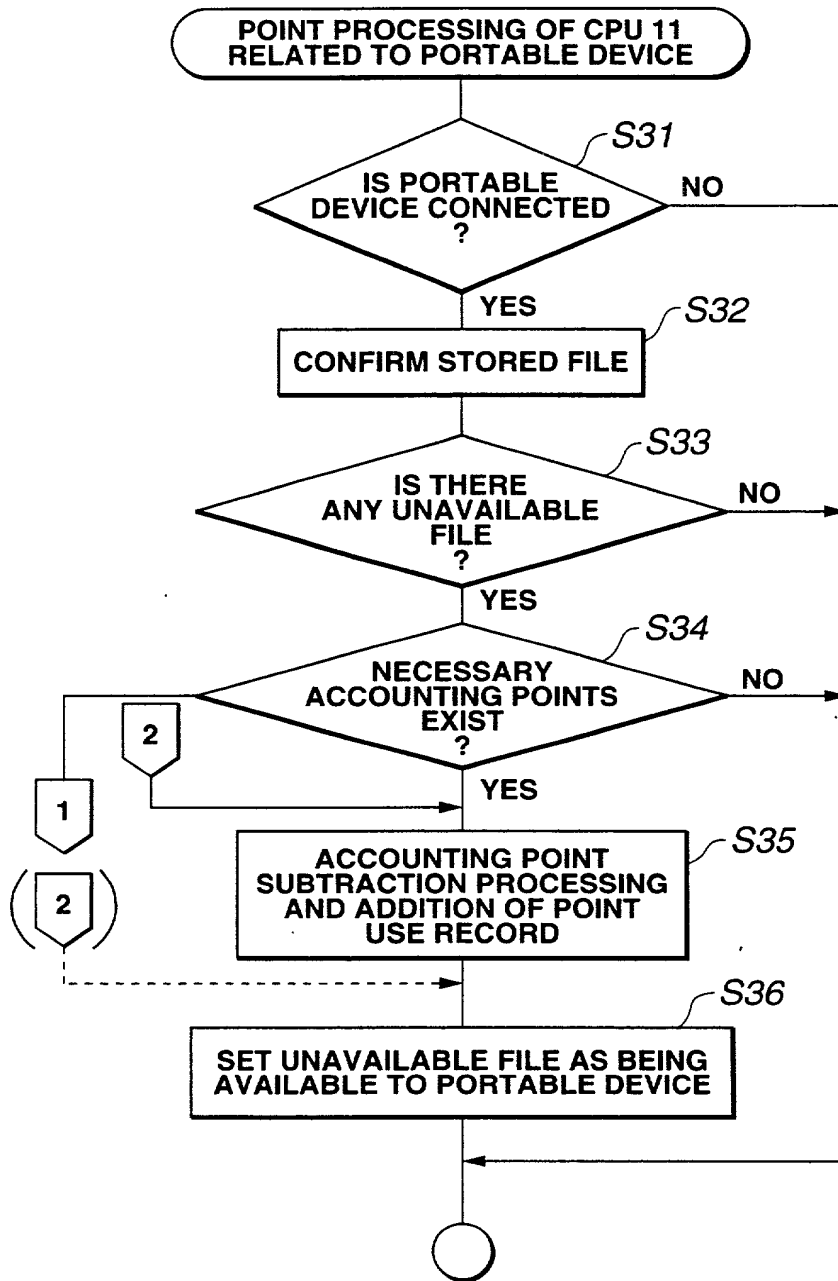 POINT PROCESSING OF CPU 11
RELATED TO PORTABLE DEVICE
S31
IS PORTABLE
DEVICE CONNECTED
?
NO
YES
S32
CONFIRM STORED FILE
S33
IS THERE
ANY UNAVAILABLE
FILE
?
NO
YES
S34
NECESSARY
ACCOUNTING POINTS
EXIST
?
NO
2
YES
1
S35
ACCOUNTING POINT
SUBTRACTION PROCESSING
AND ADDITION OF POINT
USE RECORD
( 2 )
S36
SET UNAVAILABLE FILE AS BEING
AVAILABLE TO PORTABLE DEVICE